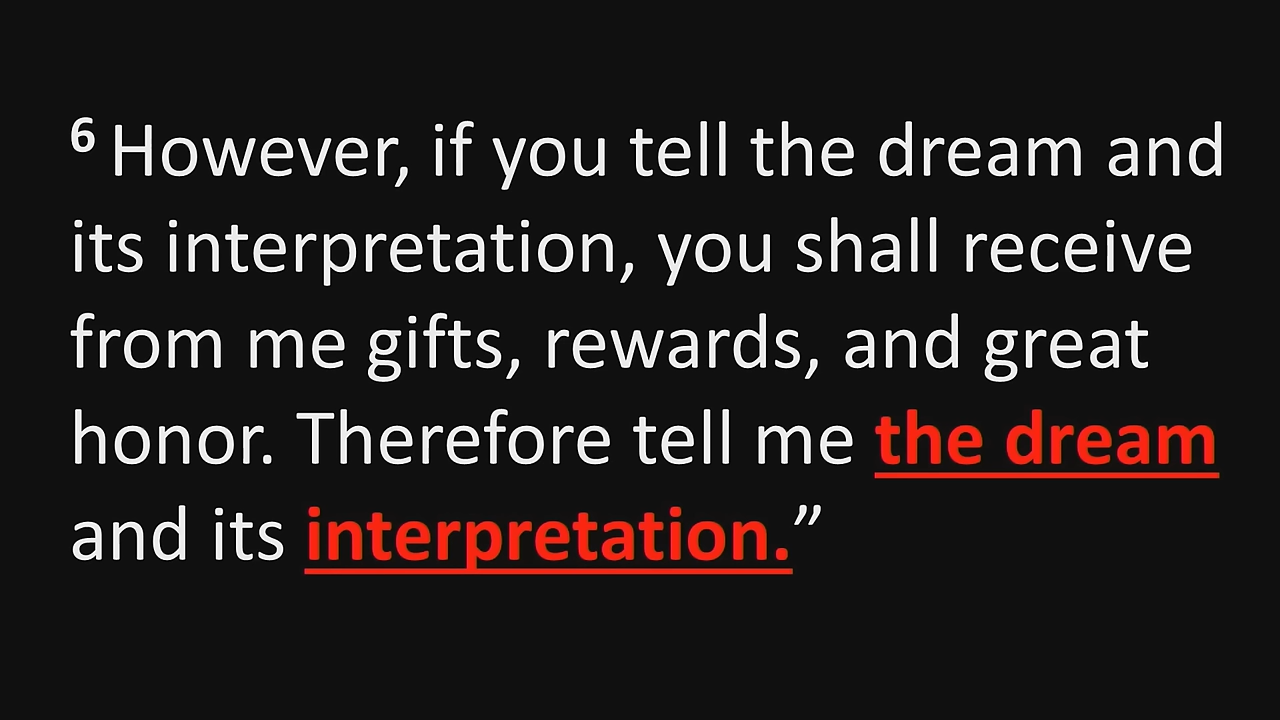 6 However, if you tell the dream and
its interpretation, you shall receive
from me gifts, rewards, and great
honor. Therefore tell me the dream
and its interpretation.”